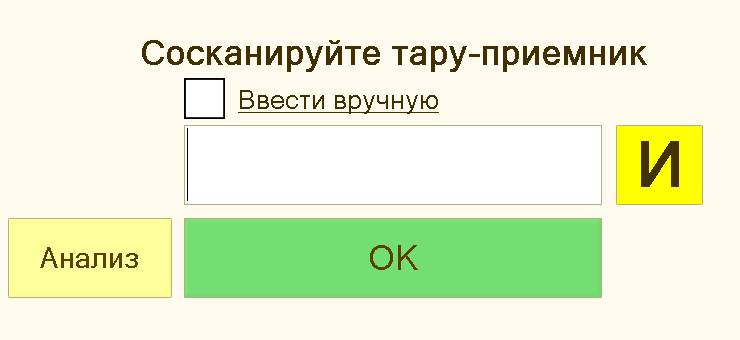 Сосканируйте тару-приемник
Ввести вручную
И
Анализ
OK